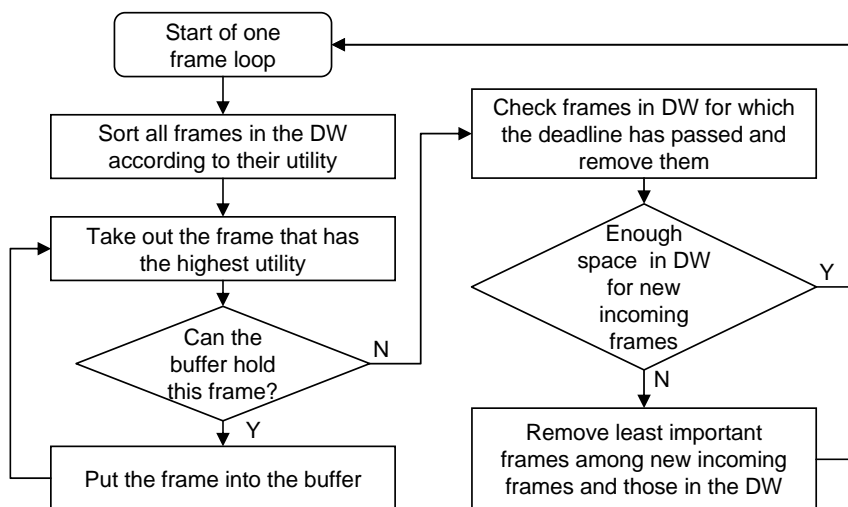 Start of one
frame loop
Sort all frames in the DW
according to their utility
Take out the frame that has
the highest utility
Can the
buffer hold
this frame?
N
Y
Put the frame into the buffer
Check frames in DW for which
the deadline has passed and
remove them
Enough
space in DW
for new
incoming
frames
Y
N
Remove least important
frames among new incoming
frames and those in the DW